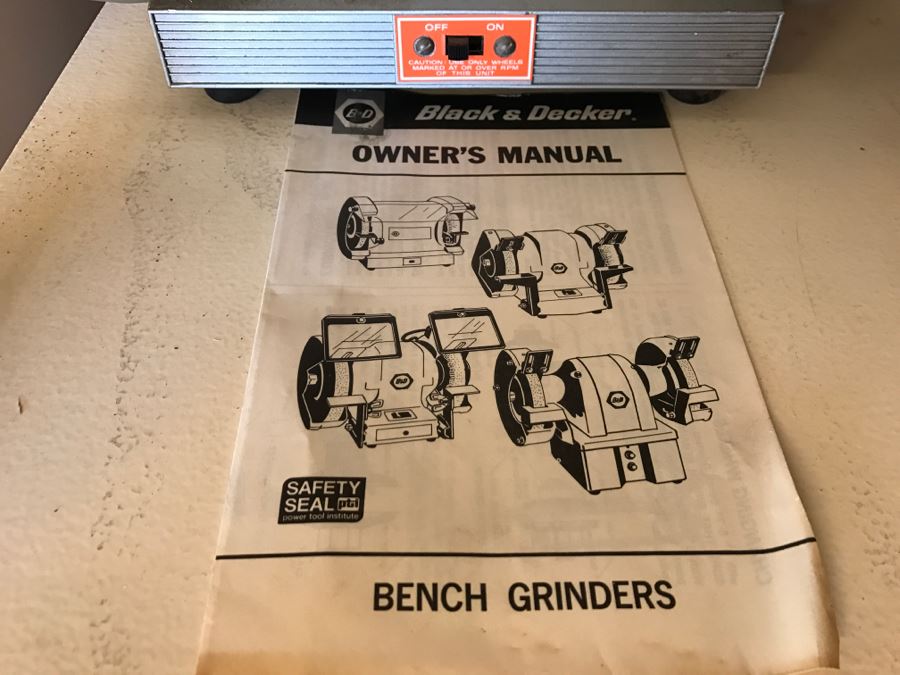 OFF ON
CAUTION: USE ONLY WHEELS
MARKED AT OR OVER RPM
OF THIS UNIT
B&D Black & Decker®
OWNER'S MANUAL
B&D
B&D
B&D
SAFETY
SEAL pti
power tool institute
BENCH GRINDERS